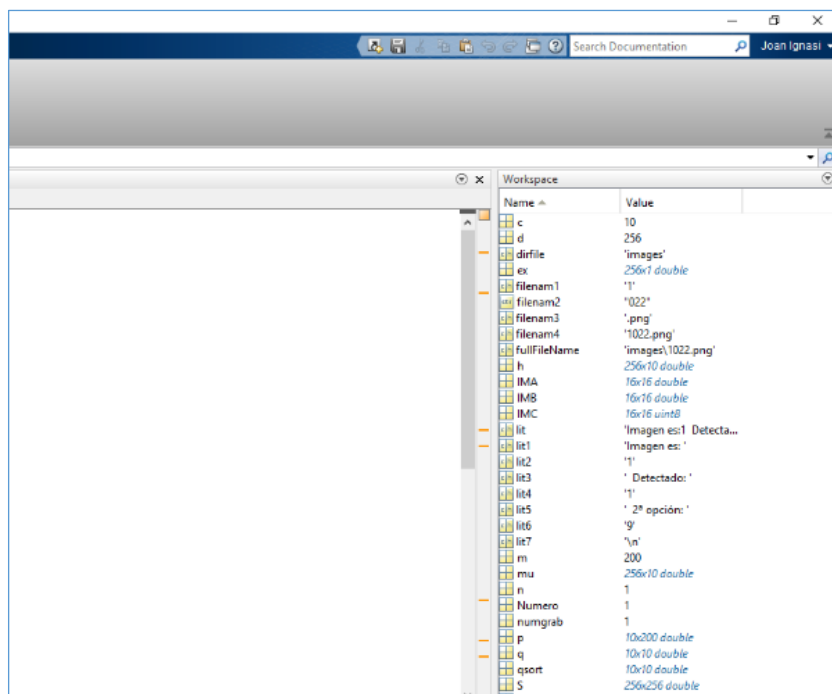 Search Documentation Joan Ignasi
Workspace
Name Value
c 10
d 256
dirfile 'images'
ex 256x1 double
filenam1 '1'
filenam2 "022"
filenam3 '.png'
filenam4 '1022.png'
fullFileName 'images\1022.png'
h 256x10 double
IMA 16x16 double
IMB 16x16 double
IMC 16x16 uint8
lit 'Imagen es:1 Detecta...
lit1 'Imagen es: '
lit2 '1'
lit3 ' Detectado: '
lit4 '1'
lit5 ' 2ª opción: '
lit6 '9'
lit7 '\n'
m 200
mu 256x10 double
n 1
Numero 1
numgrab 1
p 10x200 double
q 10x10 double
qsort 10x10 double
S 256x256 double